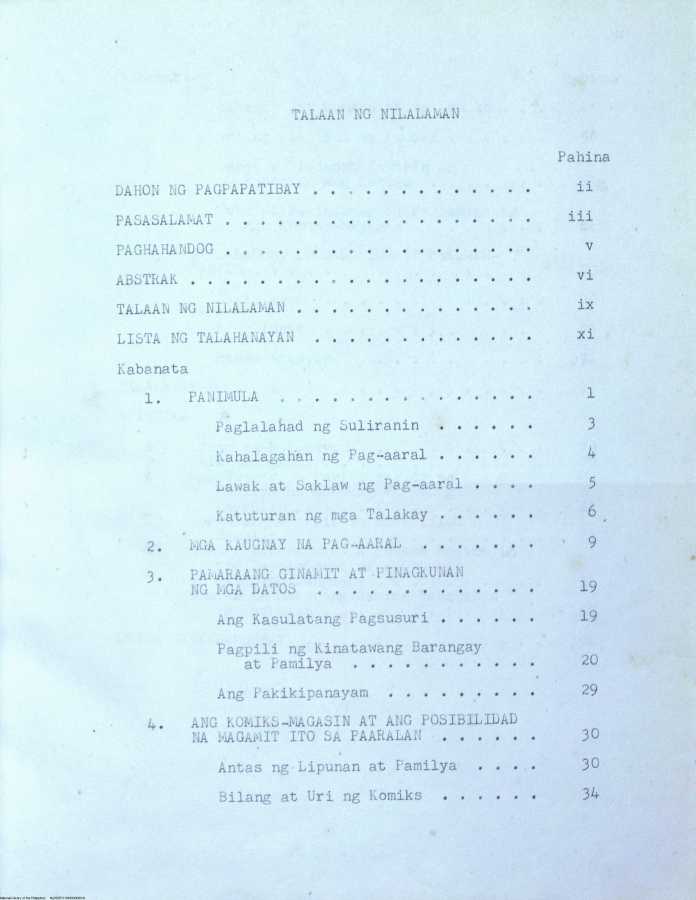 TALAAN NG NILALAMAN
Pahina
DAHON NG PAGPAPATIBAY . . . . . . . . . . . . . ii
PASASALAMAT . . . . . . . . . . . . . . . . . . iii
PAGHAHANDOG . . . . . . . . . . . . . . . . . . v
ABSTRAK . . . . . . . . . . . . . . . . . . . . vi
TALAAN NG NILALAMAN . . . . . . . . . . . . . . ix
LISTA NG TALAHANAYAN . . . . . . . . . . . . . xi
Kabanata
1. PANIMULA . . . . . . . . . . . . . . . 1
Paglalahad ng Suliranin . . . . . . 3
Kahalagahan ng Pag-aaral . . . . . . 4
Lawak at Saklaw ng Pag-aaral . . . . 5
Katuturan ng mga Talakay . . . . . . 6
2. MGA KAUGNAY NA PAG-AARAL . . . . . . . 9
3. PAMARAANG GINAMIT AT PINAGKUNAN
NG MGA DATOS . . . . . . . . . . . . . 19
Ang Kasulatang Pagsusuri . . . . . . 19
Pagpili ng Kinatawang Barangay
at Pamilya . . . . . . . . . . . 20
Ang Pakikipanayam . . . . . . . . . 29
4. ANG KOMIKS-MAGASIN AT ANG POSIBILIDAD
NA MAGAMIT ITO SA PAARALAN . . . . . . 30
Antas ng Lipunan at Pamilya . . . . 30
Bilang at Uri ng Komiks . . . . . . 34
National Library of the Philippines